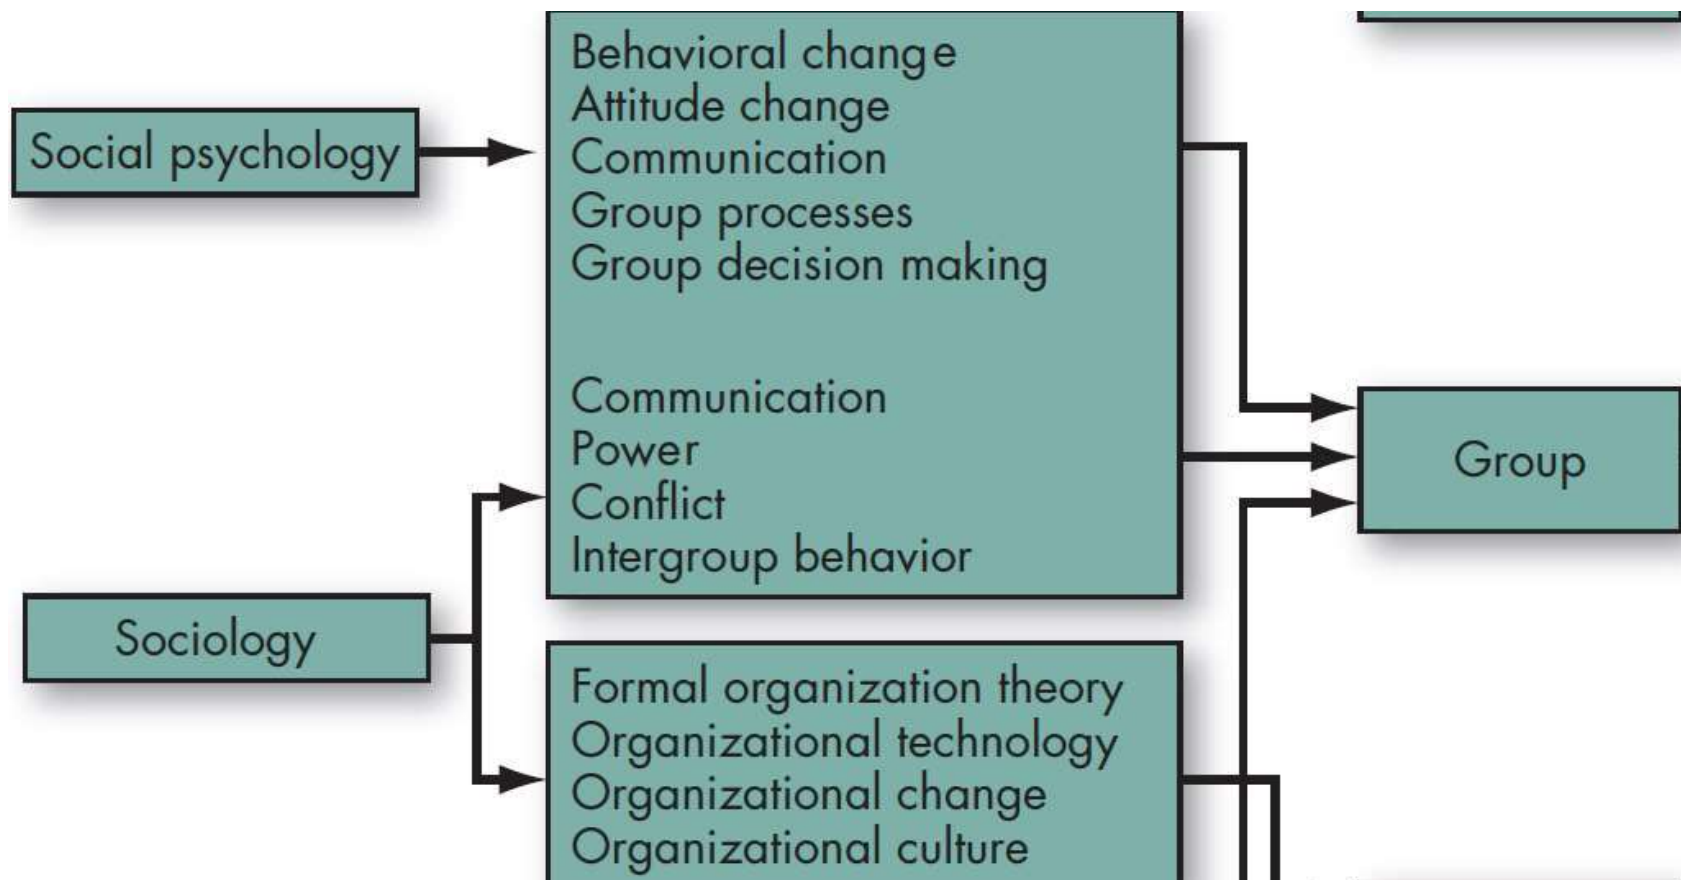 Social psychology
Behavioral change
Attitude change
Communication
Group processes
Group decision making
Communication
Power
Conflict
Intergroup behavior
Group
Sociology
Formal organization theory
Organizational technology
Organizational change
Organizational culture